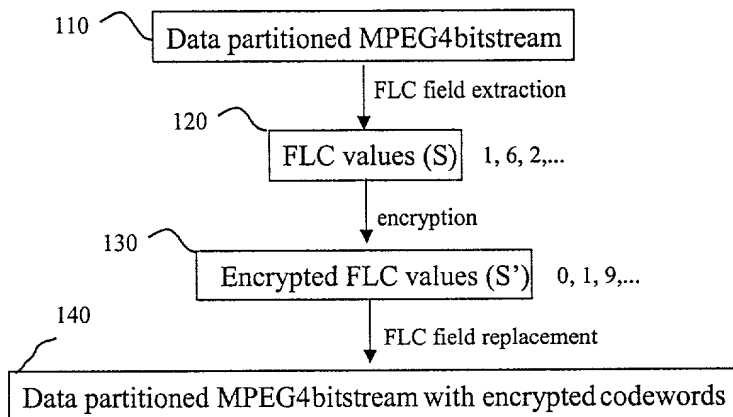 110
Data partitioned MPEG4bitstream
FLC field extraction
120
FLC values (S) 1, 6, 2,...
encryption
130
Encrypted FLC values (S’) 0, 1, 9,...
FLC field replacement
140
Data partitioned MPEG4bitstream with encrypted codewords